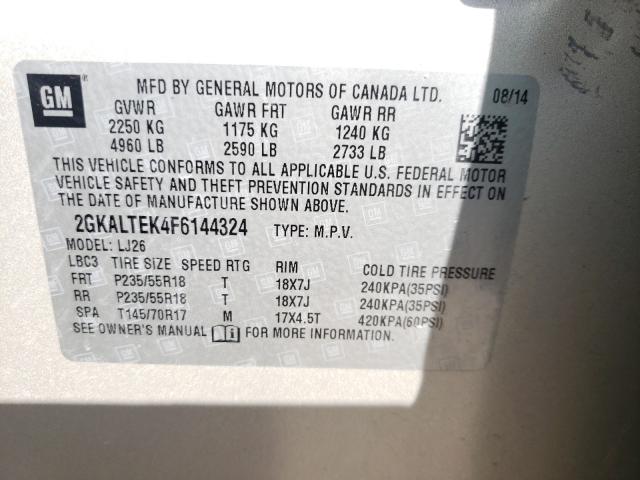 GM ®
MFD BY GENERAL MOTORS OF CANADA LTD. 08/14
GVWR GAWR FRT GAWR RR
2250 KG 1175 KG 1240 KG
4960 LB 2590 LB 2733 LB
THIS VEHICLE CONFORMS TO ALL APPLICABLE U.S. FEDERAL MOTOR
VEHICLE SAFETY AND THEFT PREVENTION STANDARDS IN EFFECT ON
THE DATE OF MANUFACTURE SHOWN ABOVE.
2GKALTEK4F6144324 TYPE: M.P.V.
MODEL: LJ26
LBC3 TIRE SIZE SPEED RTG RIM COLD TIRE PRESSURE
FRT P235/55R18 T 18X7J 240KPA(35PSI)
RR P235/55R18 T 18X7J 240KPA(35PSI)
SPA T145/70R17 M 17X4.5T 420KPA(60PSI)
SEE OWNER'S MANUAL FOR MORE INFORMATION.